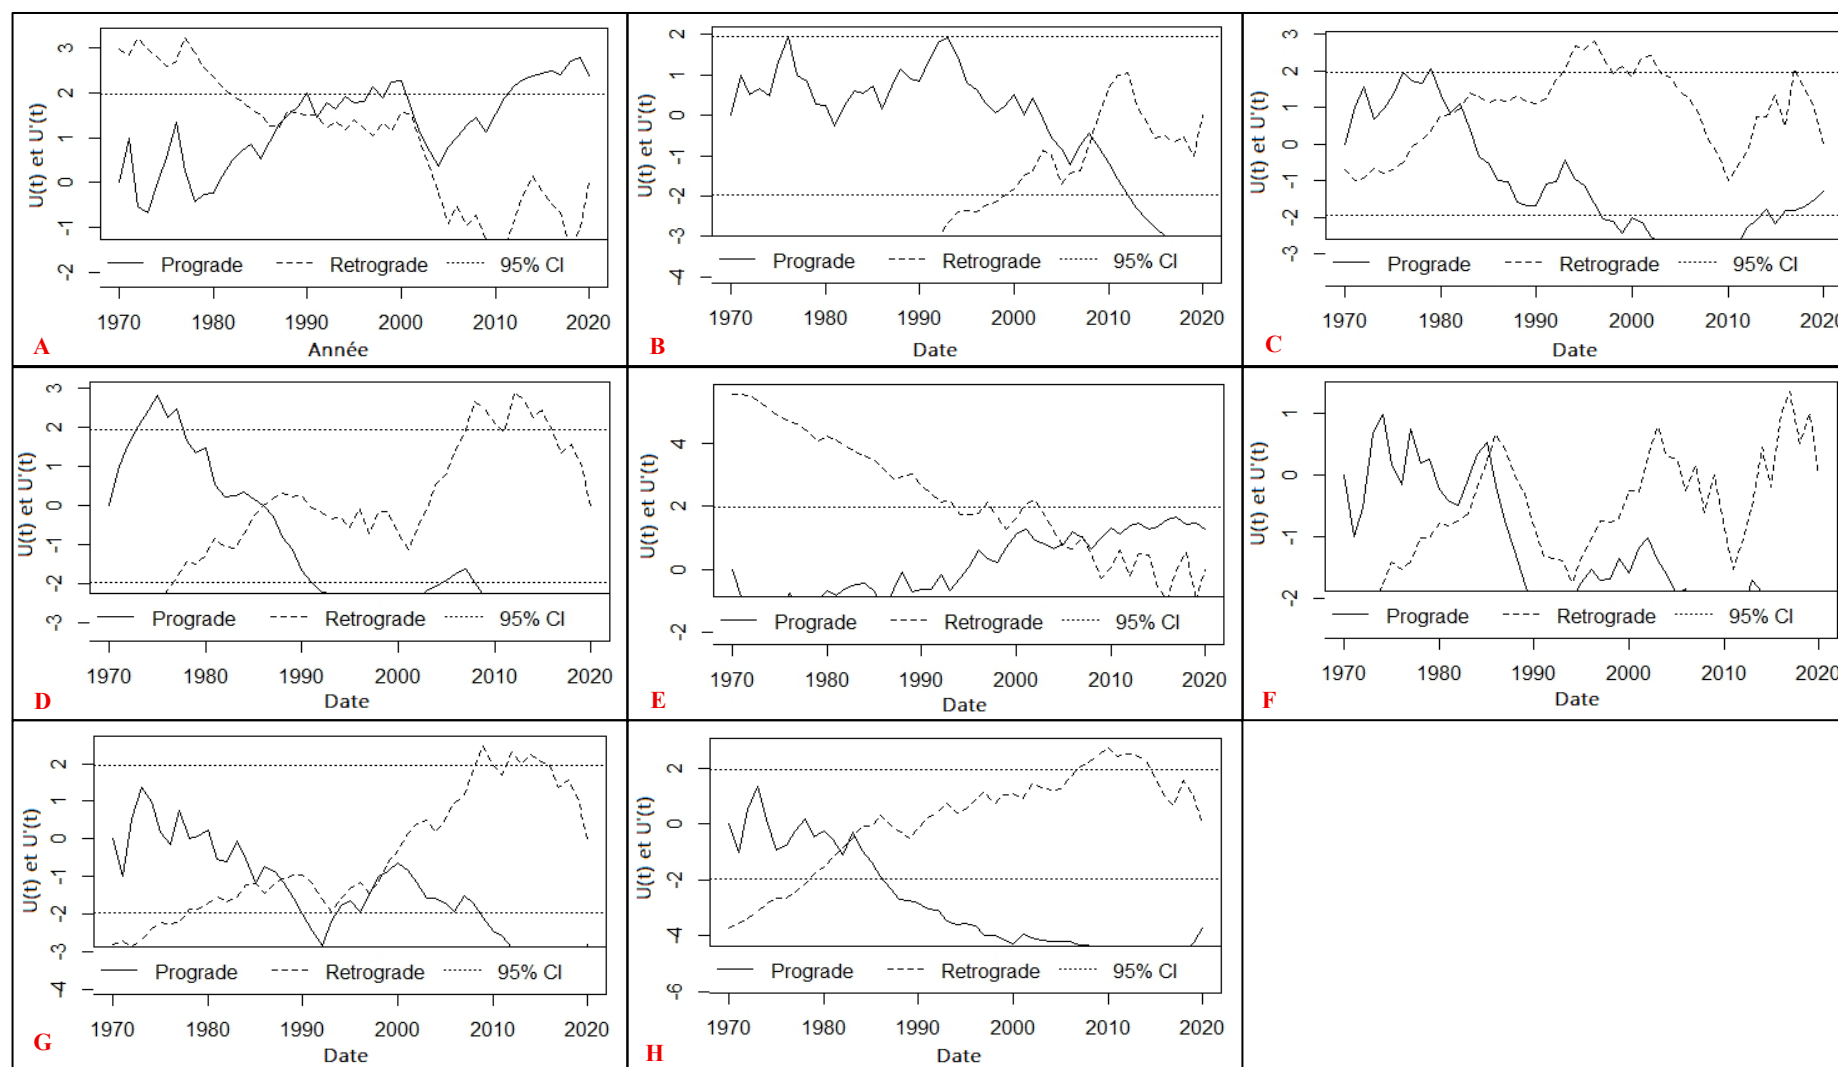 U(t) et U'(t)
3
2
1
0
-1
-2
Prograde Retrograde 95% CI
1970 1980 1990 2000 2010 2020
Année
A
U(t) et U'(t)
2
1
0
-1
-2
-3
-4
Prograde Retrograde 95% CI
1970 1980 1990 2000 2010 2020
Date
B
U(t) et U'(t)
3
2
1
0
-1
-2
-3
Prograde Retrograde 95% CI
1970 1980 1990 2000 2010 2020
Date
C
U(t) et U'(t)
3
2
1
0
-1
-2
-3
Prograde Retrograde 95% CI
1970 1980 1990 2000 2010 2020
Date
D
U(t) et U'(t)
4
2
0
-2
Prograde Retrograde 95% CI
1970 1980 1990 2000 2010 2020
Date
E
U(t) et U'(t)
1
0
-1
-2
Prograde Retrograde 95% CI
1970 1980 1990 2000 2010 2020
Date
F
U(t) et U'(t)
2
1
0
-1
-2
-3
-4
Prograde Retrograde 95% CI
1970 1980 1990 2000 2010 2020
Date
G
U(t) et U'(t)
2
0
-2
-4
-6
Prograde Retrograde 95% CI
1970 1980 1990 2000 2010 2020
Date
H